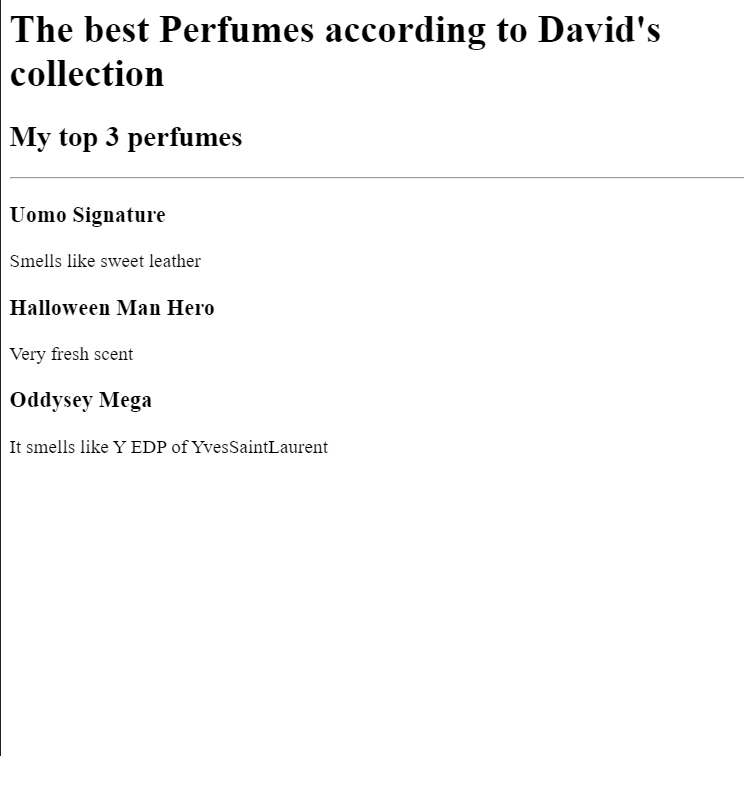 The best Perfumes according to David's
collection
My top 3 perfumes
Uomo Signature
Smells like sweet leather
Halloween Man Hero
Very fresh scent
Oddysey Mega
It smells like Y EDP of YvesSaintLaurent